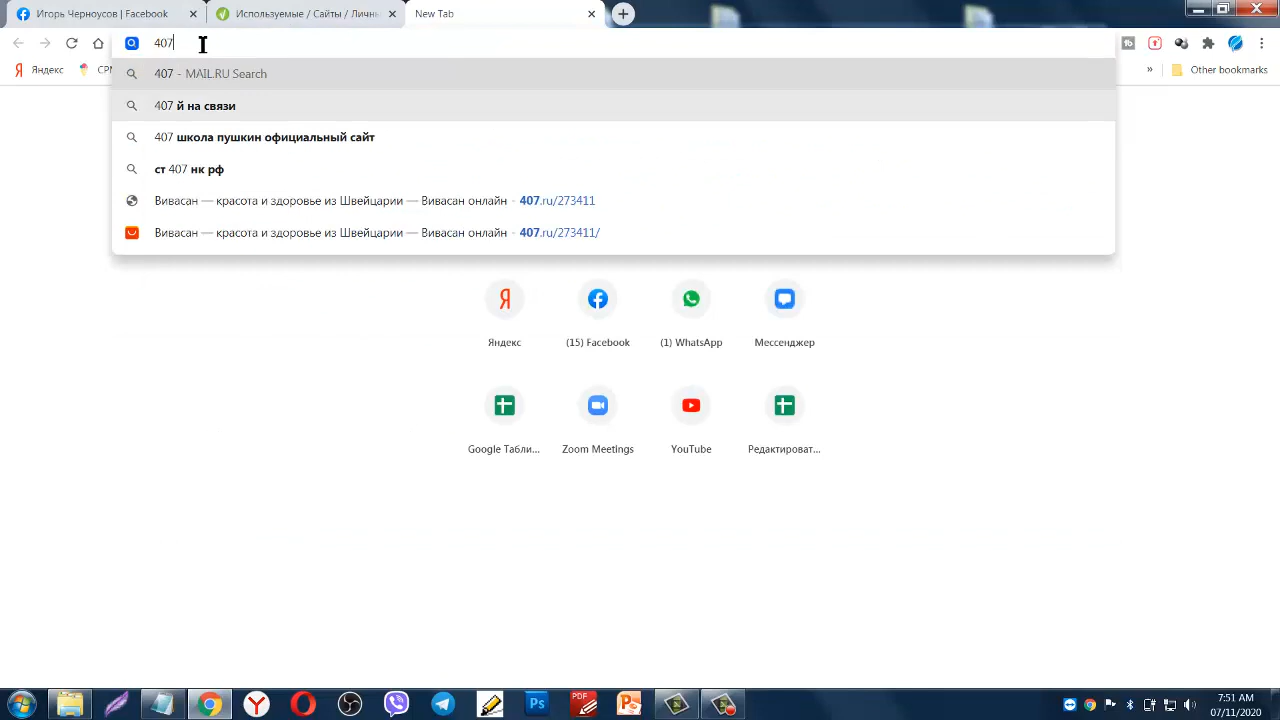 Игорь Черноусов | Facebook
Используемые / Сайты / Личны
New Tab
407
Яндекс
Other bookmarks
407 - MAIL.RU Search
407 й на связи
407 школа пушкин официальный сайт
ст 407 нк рф
Вивасан — красота и здоровье из Швейцарии — Вивасан онлайн - 407.ru/273411
Вивасан — красота и здоровье из Швейцарии — Вивасан онлайн - 407.ru/273411/
Яндекс
(15) Facebook
(1) WhatsApp
Мессенджер
Google Табли...
Zoom Meetings
YouTube
Редактироват...
PDF
Ps
7:51 AM
07/11/2020